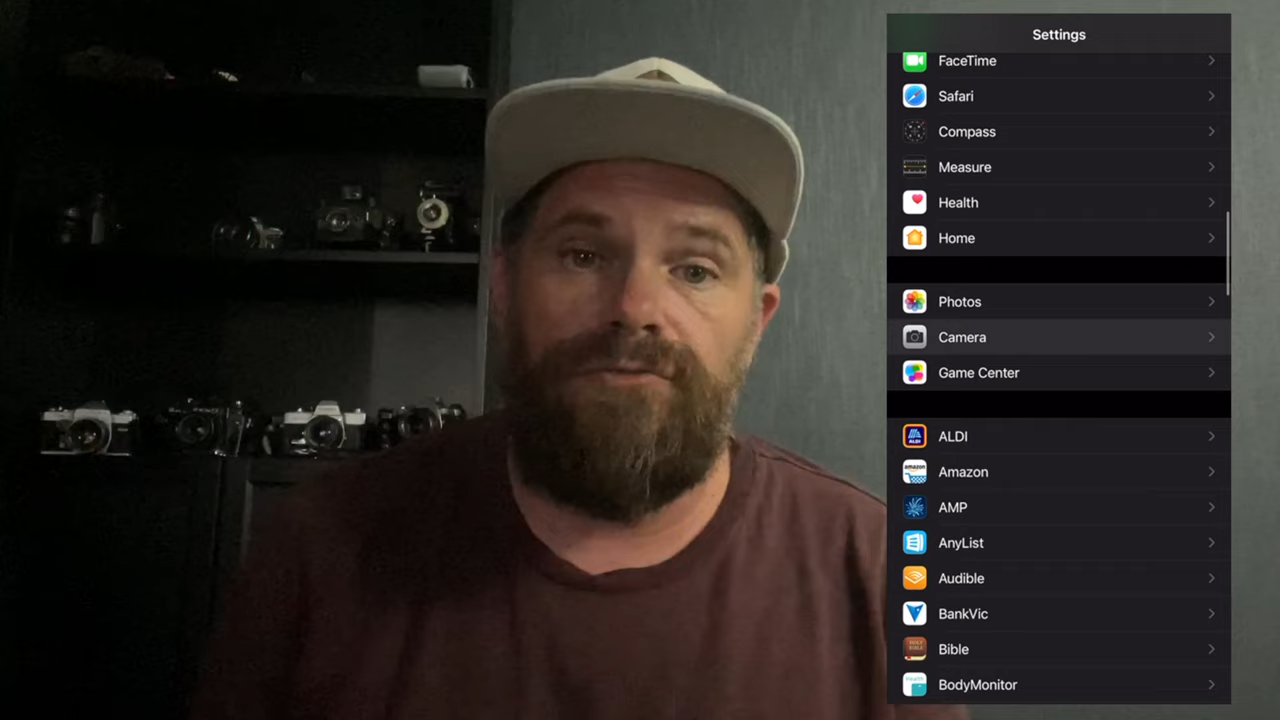 Settings
FaceTime
Safari
Compass
Measure
Health
Home
Photos
Camera
Game Center
ALDI
Amazon
AMP
AnyList
Audible
BankVic
Bible
BodyMonitor